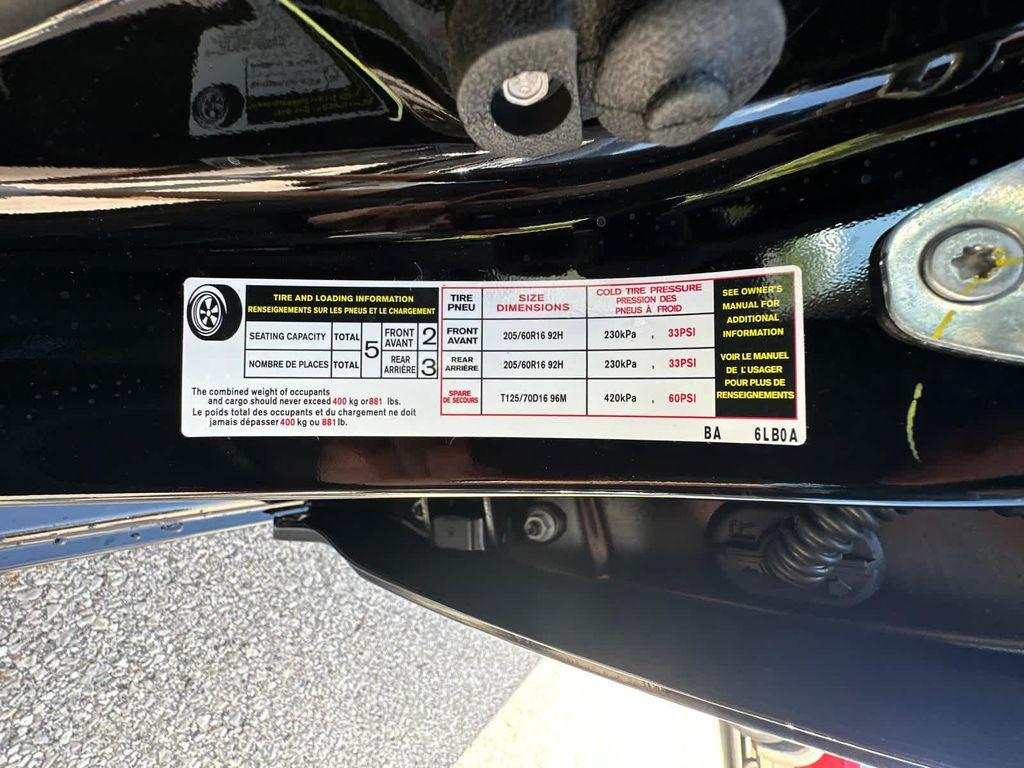 TIRE AND LOADING INFORMATION
RENSEIGNEMENTS SUR LES PNEUS ET LE CHARGEMENT
SEATING CAPACITY TOTAL 5 FRONT AVANT 2
NOMBRE DE PLACES TOTAL REAR ARRIÈRE 3
The combined weight of occupants
and cargo should never exceed 400 kg or 881 lbs.
Le poids total des occupants et du chargement ne doit
jamais dépasser 400 kg ou 881 lb.
TIRE PNEU SIZE DIMENSIONS COLD TIRE PRESSURE PRESSION DES PNEUS À FROID
FRONT AVANT 205/60R16 92H 230kPa , 33PSI
REAR ARRIÈRE 205/60R16 92H 230kPa , 33PSI
SPARE DE SECOURS T125/70D16 96M 420kPa , 60PSI
SEE OWNER'S
MANUAL FOR
ADDITIONAL
INFORMATION
VOIR LE MANUEL
DE L'USAGER
POUR PLUS DE
RENSEIGNEMENTS
BA 6LB0A